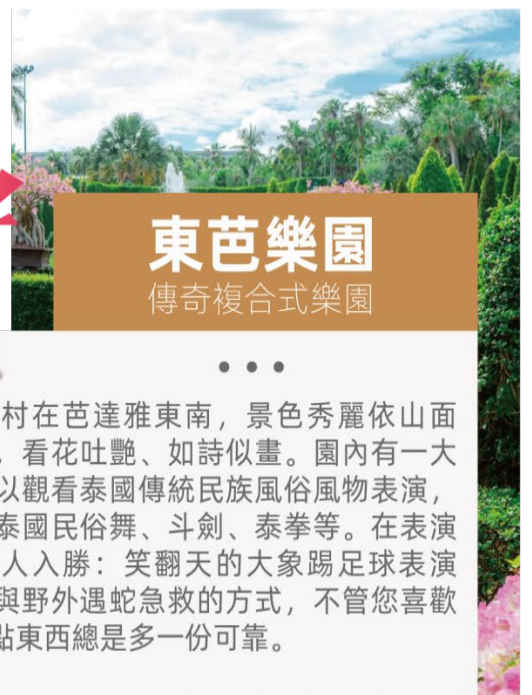 東芭樂園
傳奇複合式樂園
村在芭達雅東南，景色秀麗依山面
，看花吐艷、如詩似畫。園內有一大
以觀看泰國傳統民族風俗風物表演，
泰國民俗舞、斗劍、泰拳等。在表演
人入勝：笑翻天的大象踢足球表演
與野外遇蛇急救的方式，不管您喜歡
點東西總是多一份可靠。